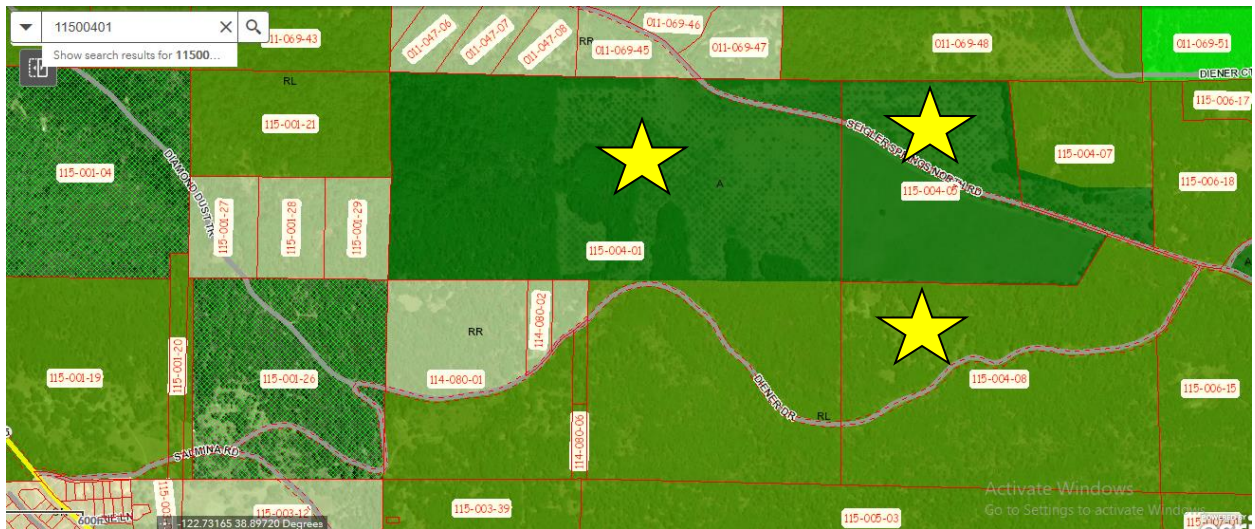 11500401
Show search results for 11500...
011-069-43
011-047-06
011-047-07
011-047-08
RR
011-069-46
011-069-45
011-069-47
011-069-48
011-069-51
DIENER CT
RL
115-001-21
115-001-04
DIAMOND DUST TR
115-001-27
115-001-28
115-001-29
A
115-004-01
SEIGLER SPRINGS NORTH RD
115-004-05
115-004-07
115-006-17
115-006-18
RR
114-080-02
114-080-01
115-001-19
115-001-20
115-001-26
114-080-06
DIENER DR
RL
115-004-08
115-006-15
SALMINA RD
115-003-12
115-003-39
115-005-03
600ft
-122.73165 38.89720 Degrees
Activate Windows
Go to Settings to activate Windows.